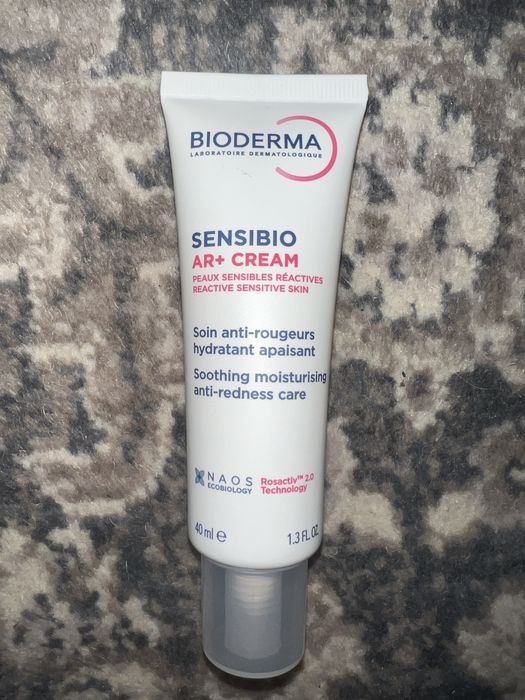 BIODERMA
LABORATOIRE DERMATOLOGIQUE
SENSIBIO
AR+ CREAM
PEAUX SENSIBLES RÉACTIVES
REACTIVE SENSITIVE SKIN
Soin anti-rougeurs
hydratant apaisant
Soothing moisturising
anti-redness care
NAOS
ECOBIOLOGY
Rosactiv™ 2.0
Technology
40 ml e
1.3 FL. OZ.